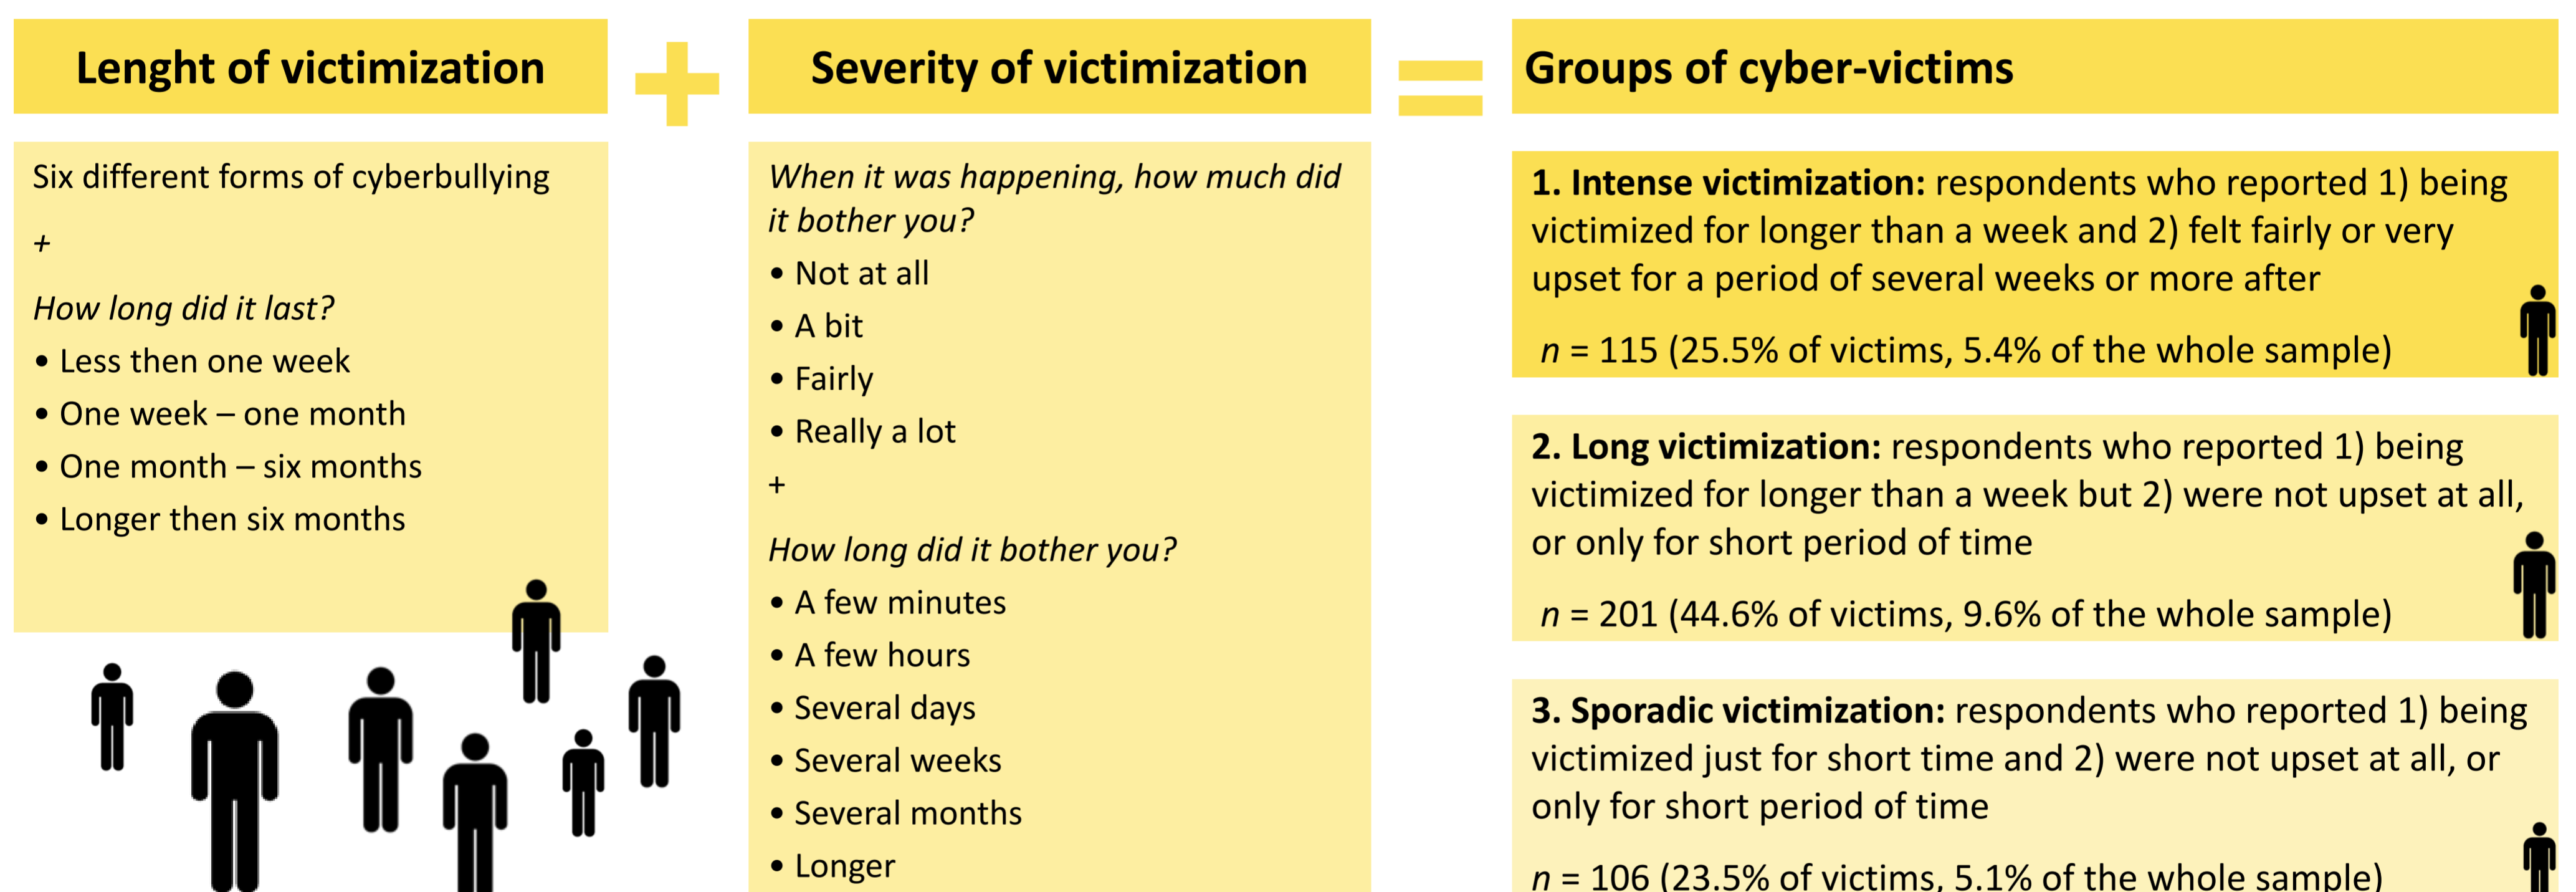 Lenght of victimization
+
Severity of victimization
=
Groups of cyber-victims
Six different forms of cyberbullying
+
How long did it last?
• Less then one week
• One week – one month
• One month – six months
• Longer then six months
When it was happening, how much did
it bother you?
• Not at all
• A bit
• Fairly
• Really a lot
+
How long did it bother you?
• A few minutes
• A few hours
• Several days
• Several weeks
• Several months
• Longer
1. Intense victimization: respondents who reported 1) being
victimized for longer than a week and 2) felt fairly or very
upset for a period of several weeks or more after
n = 115 (25.5% of victims, 5.4% of the whole sample)
2. Long victimization: respondents who reported 1) being
victimized for longer than a week but 2) were not upset at all,
or only for short period of time
n = 201 (44.6% of victims, 9.6% of the whole sample)
3. Sporadic victimization: respondents who reported 1) being
victimized just for short time and 2) were not upset at all, or
only for short period of time
n = 106 (23.5% of victims, 5.1% of the whole sample)